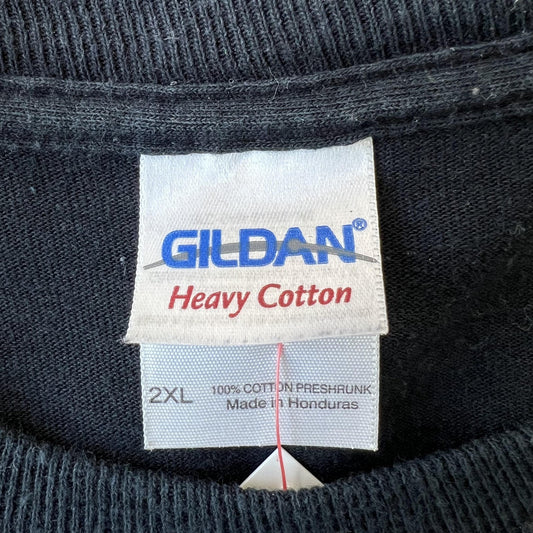 GILDAN®
Heavy Cotton
2XL
100% COTTON PRESHRUNK
Made in Honduras